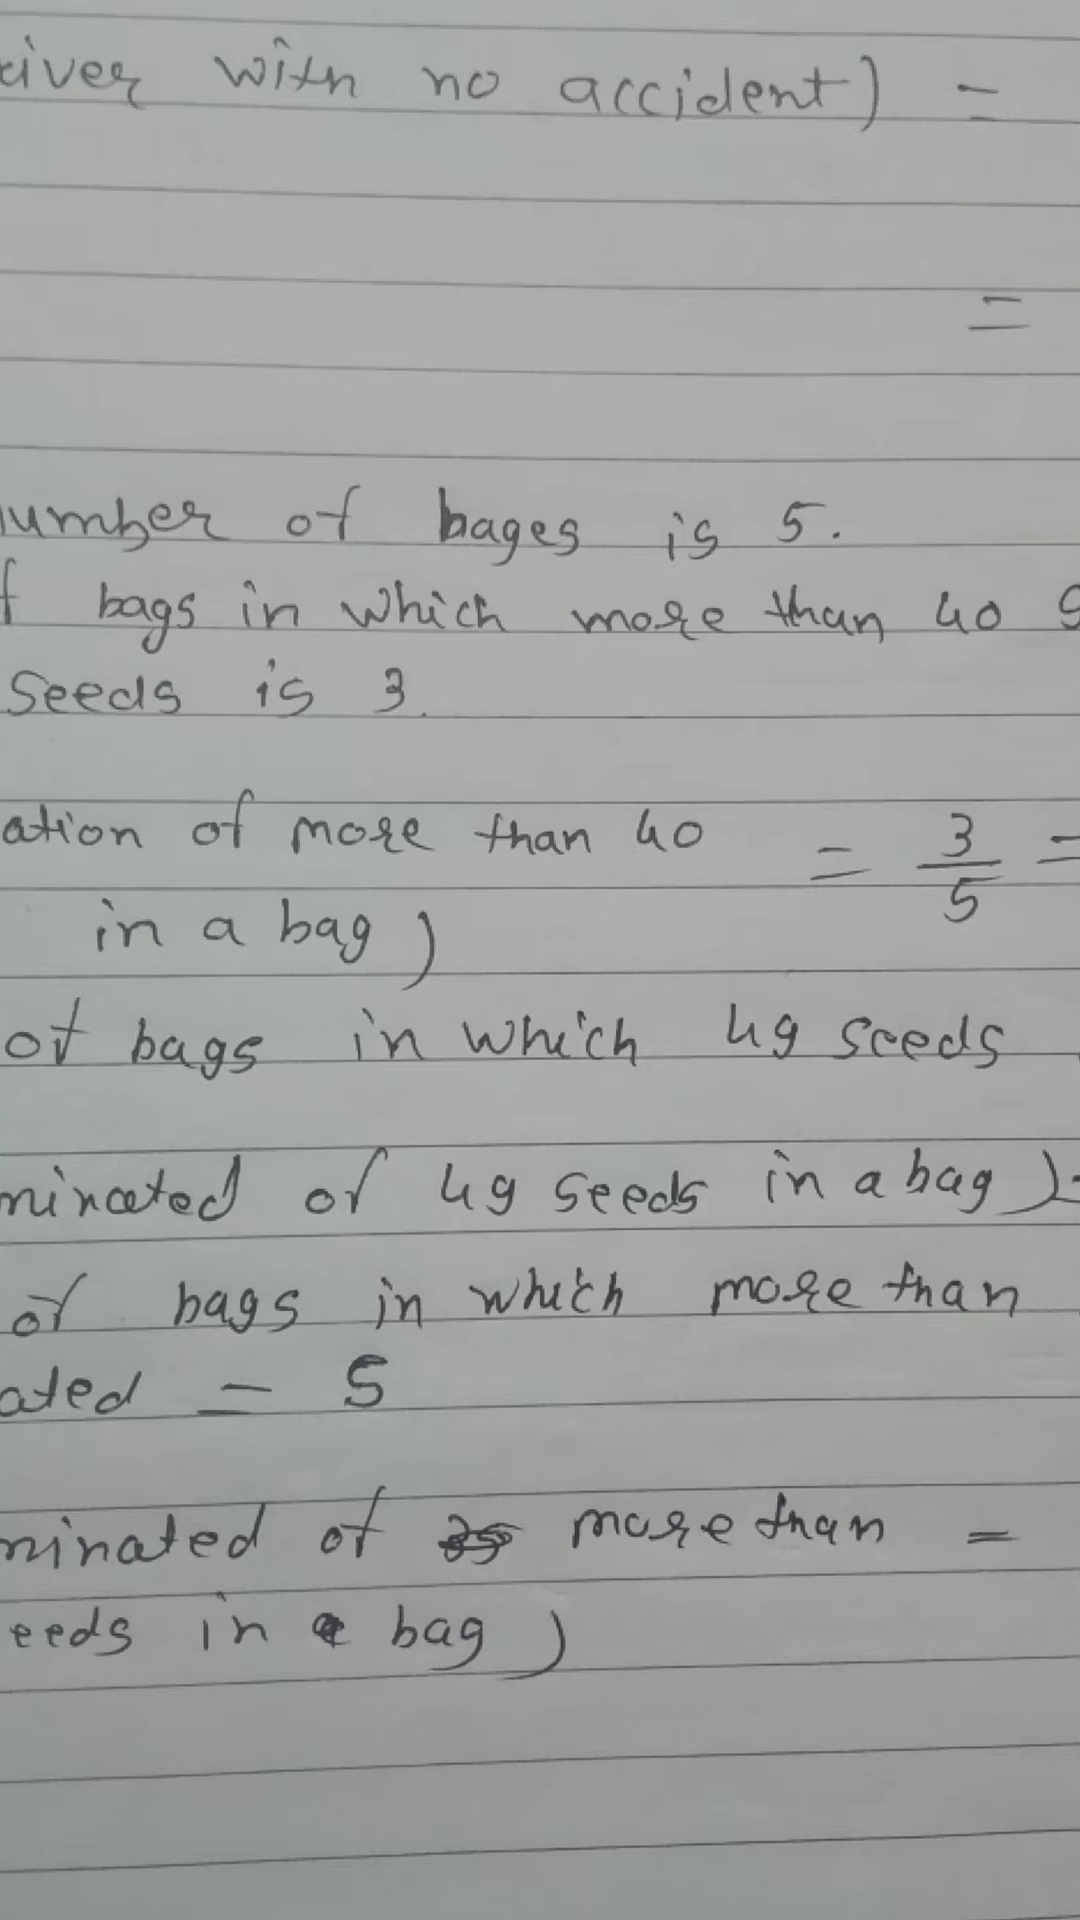 iver with no accident) =
=
umber of bages is 5.
f bags in which more than 40 g
seeds is 3.
ation of more than 40 = 3/5 =
in a bag)
of bags in which 49 seeds
minated of 49 seeds in a bag)
of bags in which more than
ated = 5
minated of more than =
eeds in a bag)